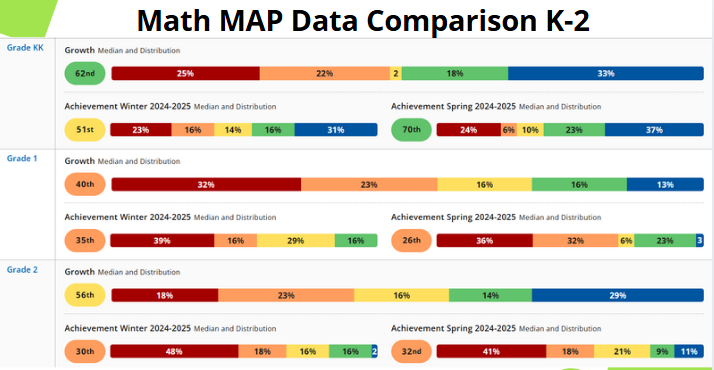 Math MAP Data Comparison K-2
Grade KK
Growth Median and Distribution
62nd 25% 22% 2 18% 33%
Achievement Winter 2024-2025 Median and Distribution
51st 23% 16% 14% 16% 31%
Achievement Spring 2024-2025 Median and Distribution
70th 24% 6% 10% 23% 37%
Grade 1
Growth Median and Distribution
40th 32% 23% 16% 16% 13%
Achievement Winter 2024-2025 Median and Distribution
35th 39% 16% 29% 16%
Achievement Spring 2024-2025 Median and Distribution
26th 36% 32% 6% 23% 3
Grade 2
Growth Median and Distribution
56th 18% 23% 16% 14% 29%
Achievement Winter 2024-2025 Median and Distribution
30th 48% 18% 16% 16% 2
Achievement Spring 2024-2025 Median and Distribution
32nd 41% 18% 21% 9% 11%